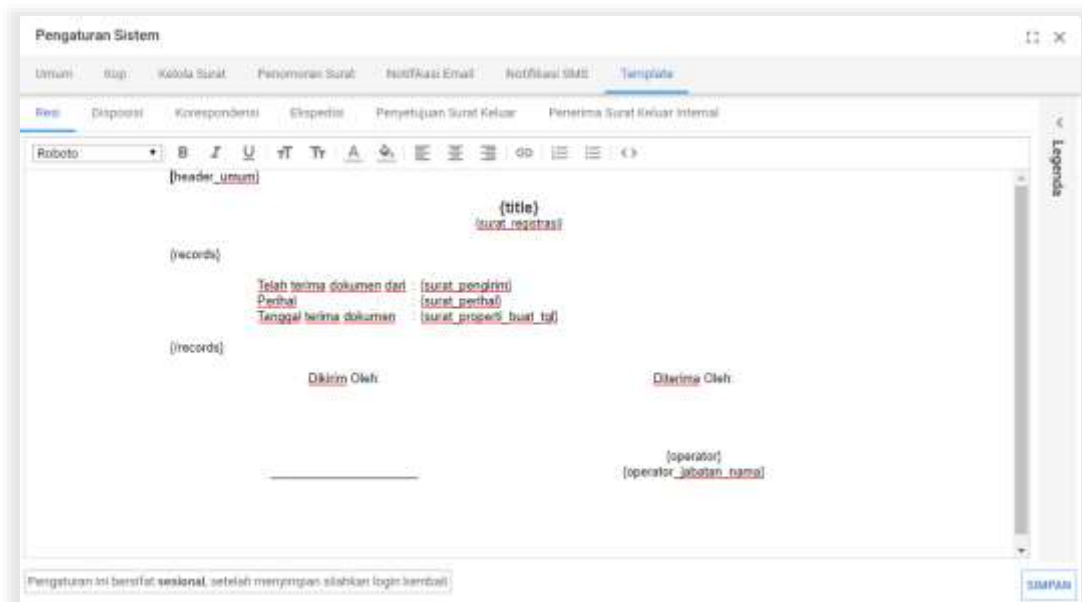 Pengaturan Sistem
Umum Kop Kelola Surat Penomoran Surat Notifikasi Email Notifikasi SMS Template
Resi Disposisi Korespondensi Ekspedisi Penyetujuan Surat Keluar Penerima Surat Keluar Internal
Legenda
Roboto B I U
{header_umum}
{title}
{surat_registrasi}
{records}
Telah terima dokumen dari : {surat_pengirim}
Perihal : {surat_perihal}
Tanggal terima dokumen : {surat_properti_buat_tgl}
{/records}
Dikirim Oleh: Diterima Oleh:
{operator}
{operator_jabatan_nama}
Pengaturan ini bersifat sesional, setelah menyimpan silahkan login kembali
SIMPAN